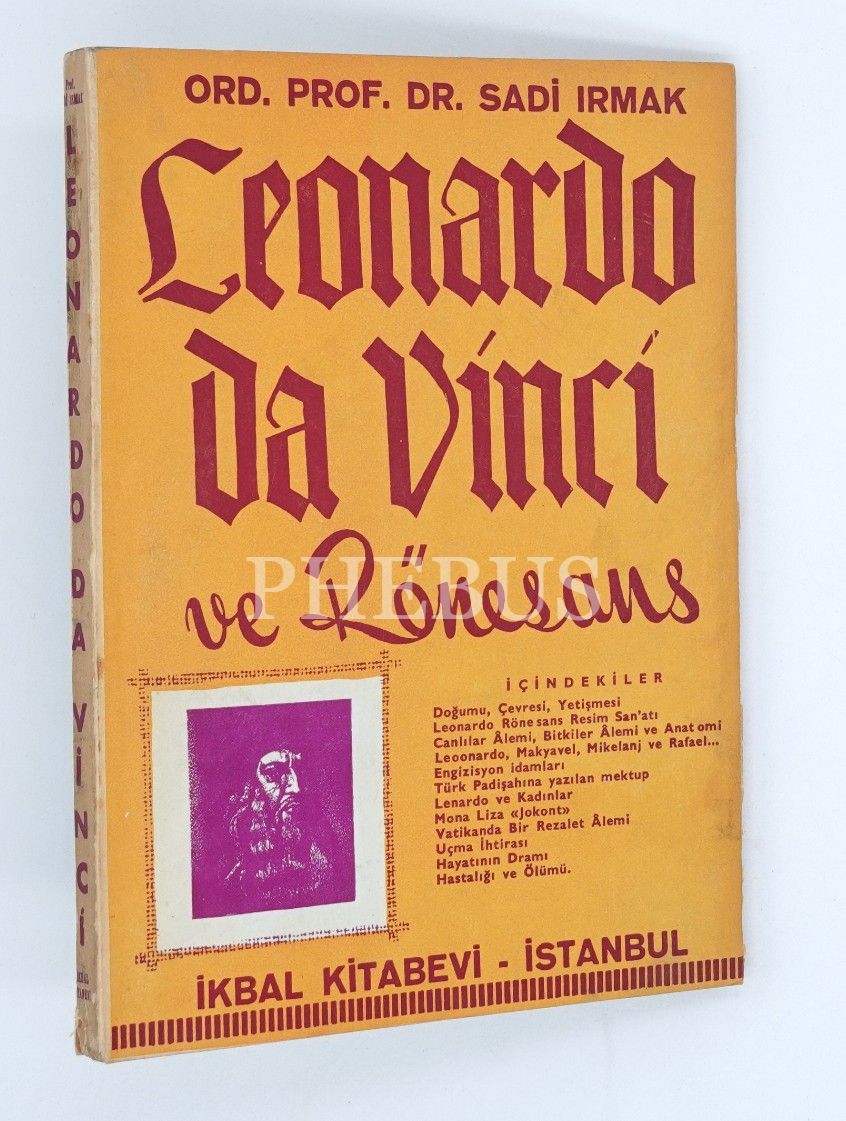 ORD. PROF. DR. SADİ IRMAK
Leonardo
da Vinci
ve Rönesans
PHEBUS
İÇİNDEKİLER
Doğumu, Çevresi, Yetişmesi
Leonardo Rönesans Resim San'atı
Canlılar Âlemi, Bitkiler Âlemi ve Anatomi
Leoonardo, Makyavel, Mikelanj ve Rafael...
Engizisyon idamları
Türk Padişahına yazılan mektup
Lenardo ve Kadınlar
Mona Liza «Jokont»
Vatikanda Bir Rezalet Âlemi
Uçma İhtirası
Hayatının Dramı
Hastalığı ve Ölümü.
İKBAL KİTABEVİ - İSTANBUL
Prof.
LEONARDO DA VİNCİ